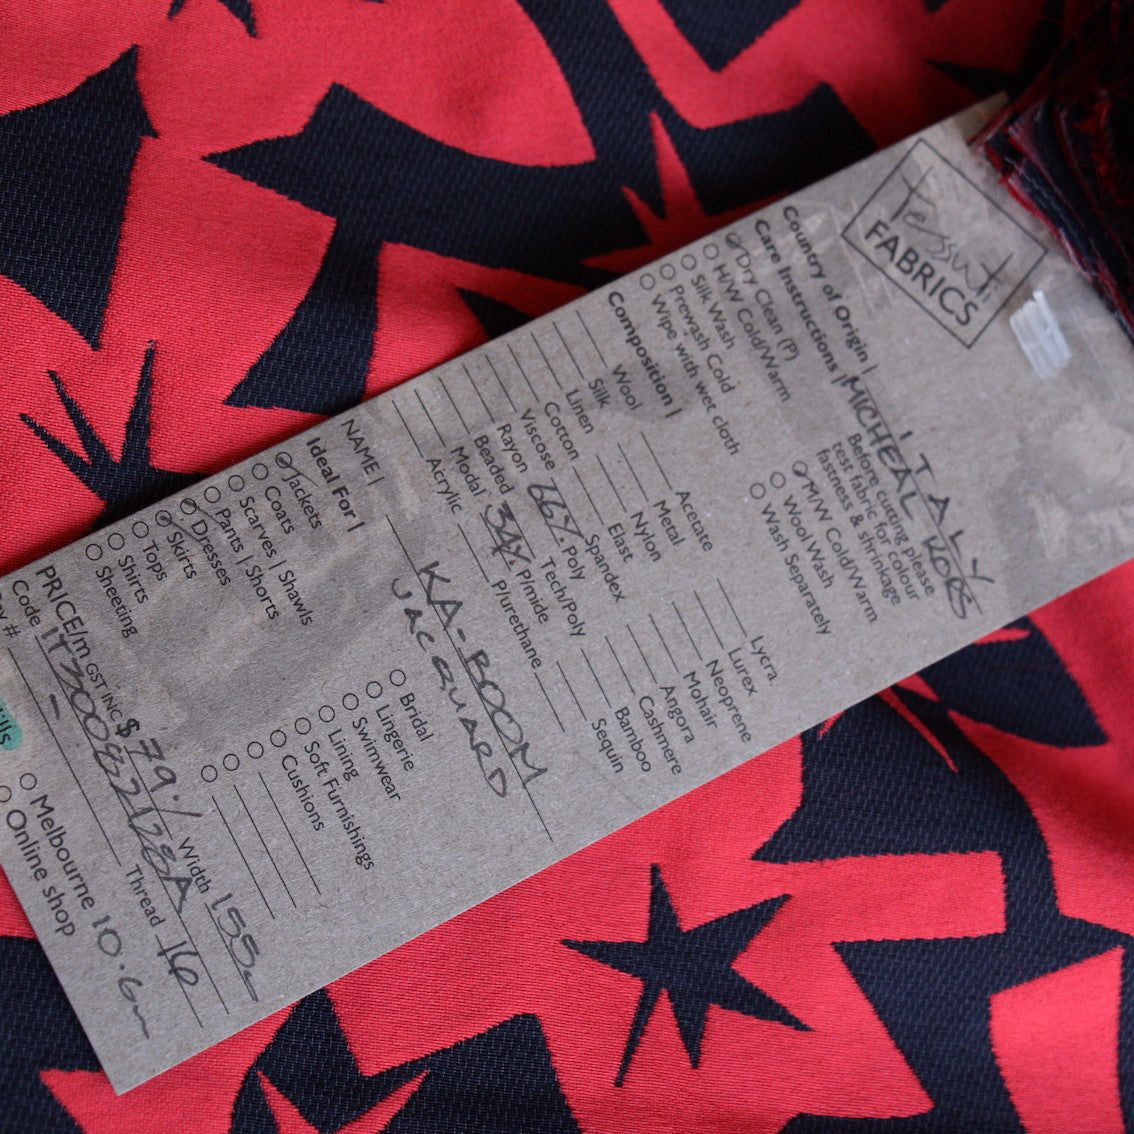 Tessuti
FABRICS
Country of Origin | ITALY
Care Instructions | MICHEAL KORS
Dry Clean (P)
H/W Cold/Warm
Silk Wash
Prewash Cold
Wipe with wet cloth
Before cutting please
test fabric for colour
fastness & shrinkage
M/W Cold/Warm
Wool Wash
Wash Separately
Composition |
Wool
Silk
Linen
Cotton
Viscose
Rayon
Beaded
Modal
Acrylic
Acetate
Metal
Nylon
Elast
Spandex
66% Poly
Tech/Poly
34% P/mide
P/urethane
Lycra
Lurex
Neoprene
Mohair
Angora
Cashmere
Bamboo
Sequin
NAME | KA-BOOM
JACQUARD
Ideal For |
Jackets
Coats
Scarves | Shawls
Pants | Shorts
Dresses
Skirts
Tops
Shirts
Sheeting
Bridal
Lingerie
Swimwear
Lining
Soft Furnishings
Cushions
PRICE/m GST INC $79./ Width 155
Code Thread 16
Melbourne 10.6m
Online shop